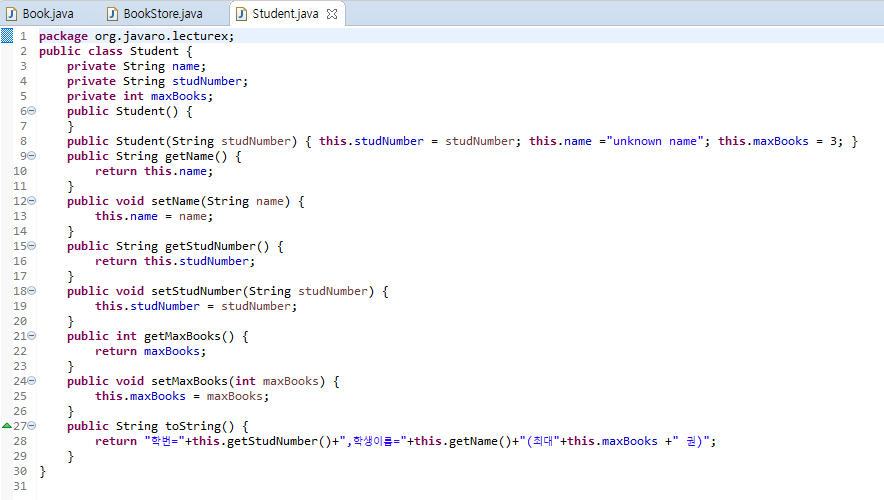 Book.java BookStore.java Student.java
1 package org.javaro.lecturex;
2 public class Student {
3 private String name;
4 private String studNumber;
5 private int maxBooks;
6 public Student() {
7 }
8 public Student(String studNumber) { this.studNumber = studNumber; this.name ="unknown name"; this.maxBooks = 3; }
9 public String getName() {
10 return this.name;
11 }
12 public void setName(String name) {
13 this.name = name;
14 }
15 public String getStudNumber() {
16 return this.studNumber;
17 }
18 public void setStudNumber(String studNumber) {
19 this.studNumber = studNumber;
20 }
21 public int getMaxBooks() {
22 return maxBooks;
23 }
24 public void setMaxBooks(int maxBooks) {
25 this.maxBooks = maxBooks;
26 }
27 public String toString() {
28 return "학번="+this.getStudNumber()+",학생이름="+this.getName()+"(최대"+this.maxBooks +" 권)";
29 }
30 }
31